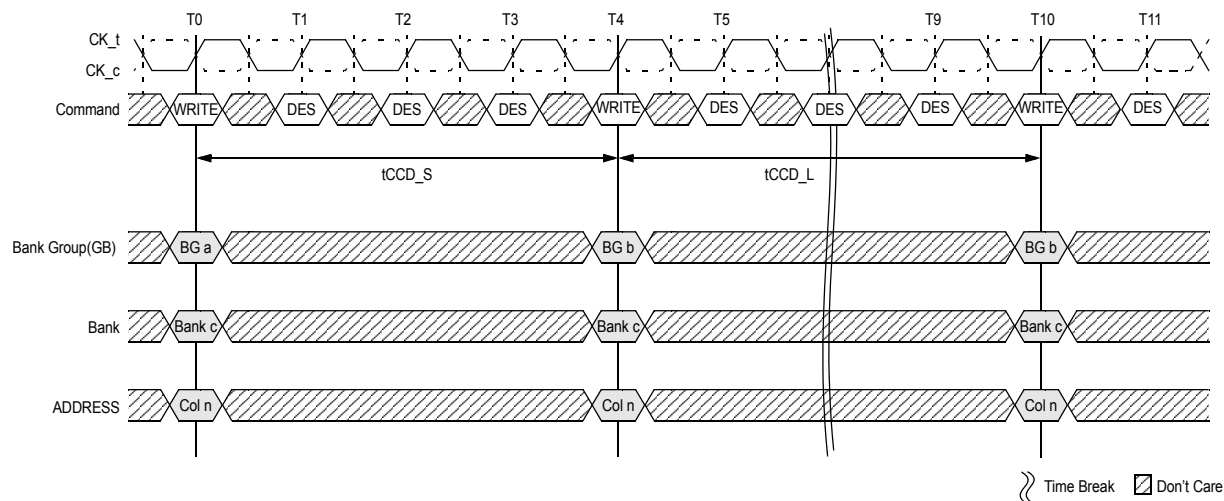 T0 T1 T2 T3 T4 T5 T9 T10 T11
CK_t
CK_c
Command WRITE DES DES DES WRITE DES DES DES WRITE DES
tCCD_S tCCD_L
Bank Group(GB) BG a BG b BG b
Bank Bank c Bank c Bank c
ADDRESS Col n Col n Col n
Time Break Don't Care